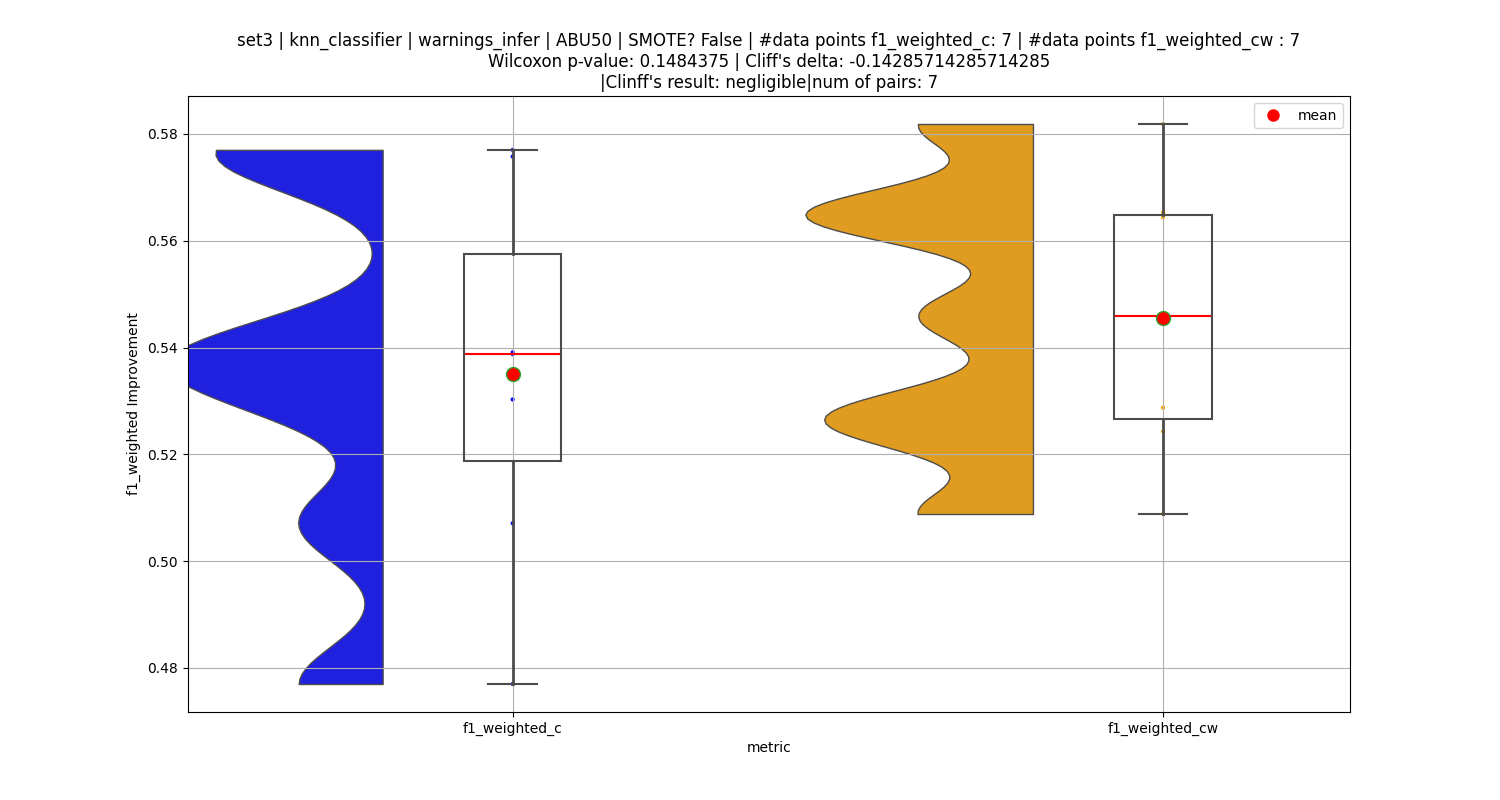 set3 | knn_classifier | warnings_infer | ABU50 | SMOTE? False | #data points f1_weighted_c: 7 | #data points f1_weighted_cw : 7
Wilcoxon p-value: 0.1484375 | Cliff's delta: -0.14285714285714285
|Clinff's result: negligible|num of pairs: 7
mean
0.58
0.56
0.54
0.52
0.50
0.48
f1_weighted Improvement
f1_weighted_c
f1_weighted_cw
metric